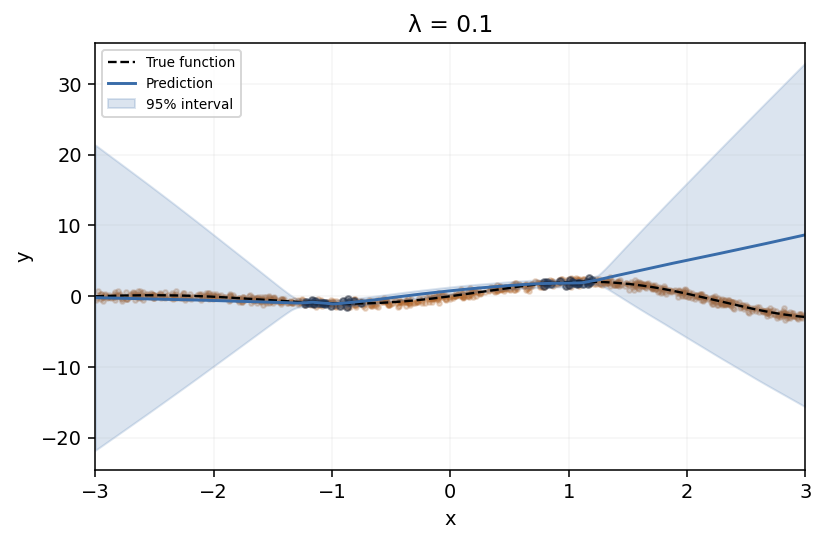 λ = 0.1
True function
Prediction
95% interval
30
20
10
0
−10
−20
y
−3
−2
−1
0
1
2
3
x